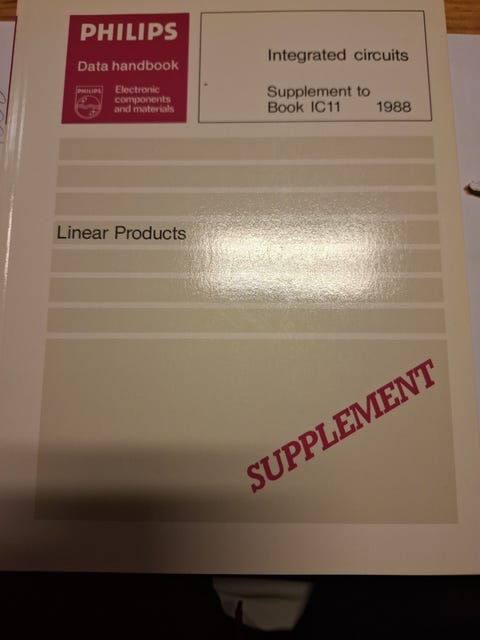 PHILIPS
Data handbook
PHILIPS
Electronic
components
and materials
Integrated circuits
Supplement to
Book IC11 1988
Linear Products
SUPPLEMENT